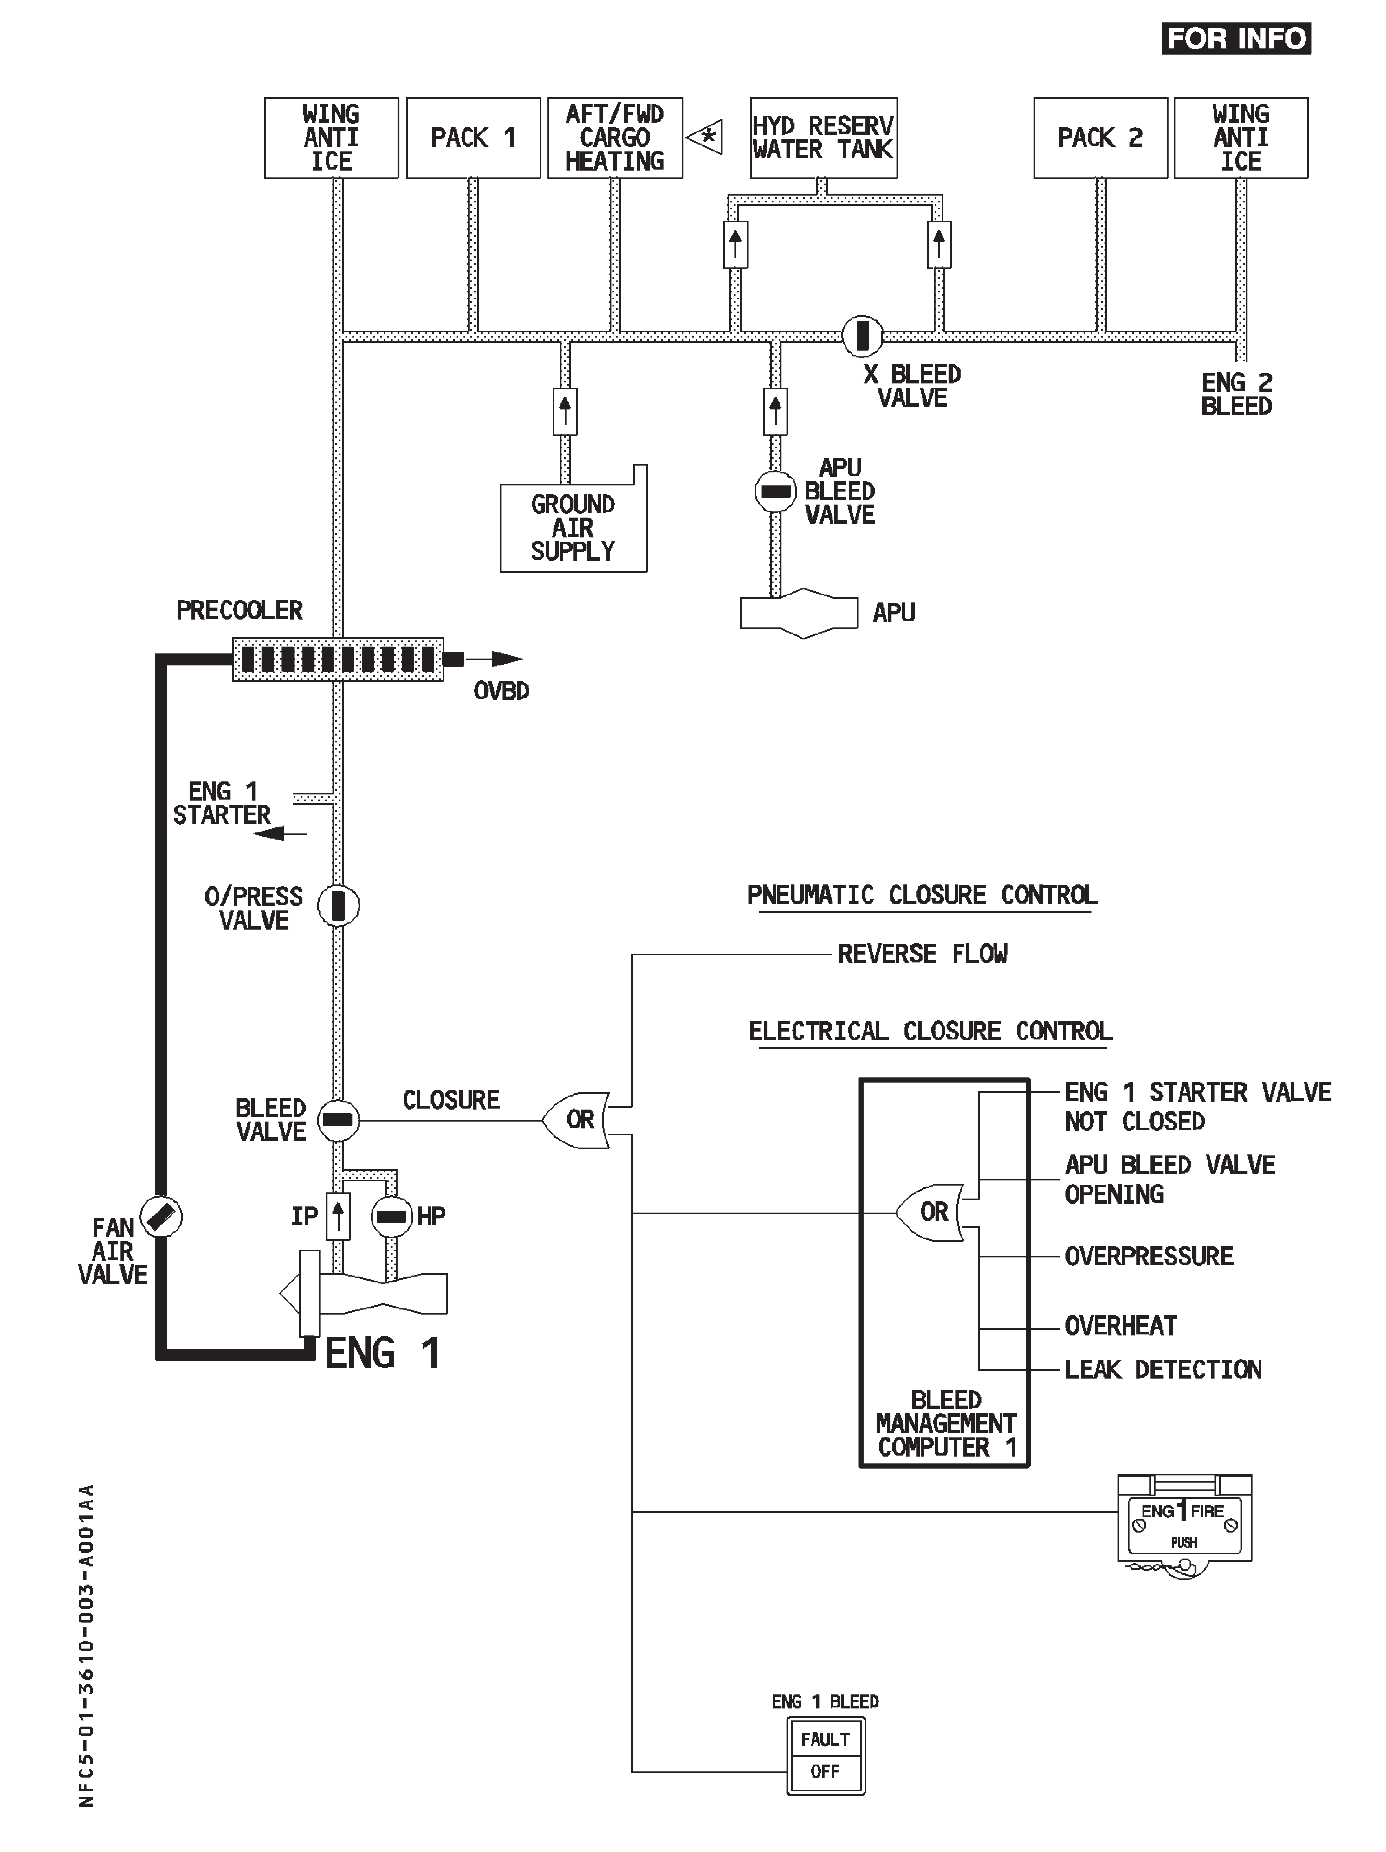 FOR INFO
WING
ANTI
ICE
PACK 1
AFT/FWD
CARGO
HEATING
*
HYD RESERV
WATER TANK
PACK 2
WING
ANTI
ICE
X BLEED
VALVE
ENG 2
BLEED
APU
BLEED
VALVE
GROUND
AIR
SUPPLY
APU
PRECOOLER
OVBD
ENG 1
STARTER
O/PRESS
VALVE
PNEUMATIC CLOSURE CONTROL
REVERSE FLOW
ELECTRICAL CLOSURE CONTROL
BLEED
VALVE
CLOSURE
OR
ENG 1 STARTER VALVE
NOT CLOSED
APU BLEED VALVE
OPENING
OR
OVERPRESSURE
OVERHEAT
LEAK DETECTION
BLEED
MANAGEMENT
COMPUTER 1
IP
HP
FAN
AIR
VALVE
ENG 1
ENG 1 FIRE
PUSH
ENG 1 BLEED
FAULT
OFF
NFC5-01-3610-003-A001AA